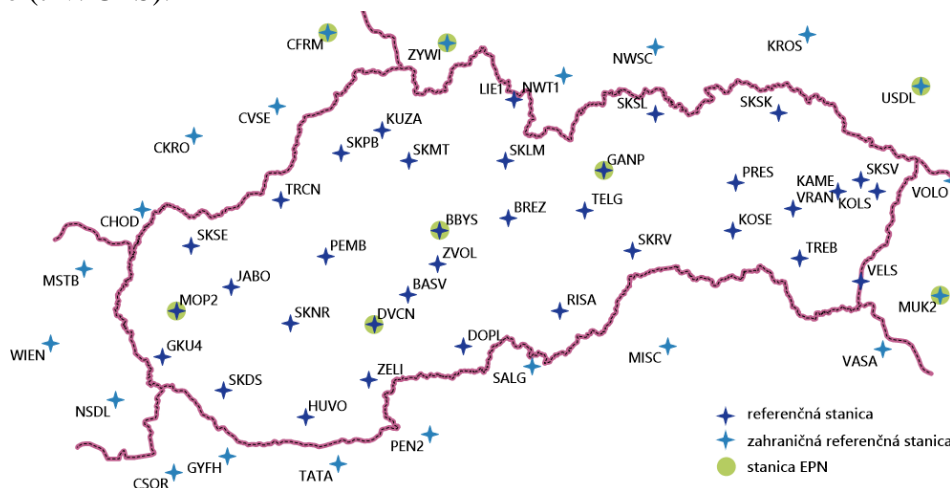 CFRM
ZYWI
NWSC
KROS
LIE1
NWT1
USDL
SKSL
SKSK
CVSE
KUZA
CKRO
SKPB
SKMT
SKLM
GANP
PRES
KAME
SKSV
VOLO
TRCN
VRAN
KOLS
CHOD
BREZ
TELG
BBYS
KOSE
SKSE
PEMB
ZVOL
SKRV
TREB
MSTB
JABO
BASV
VELS
MOP2
RISA
MUK2
SKNR
DVCN
WIEN
GKU4
DOPL
MISC
VASA
SALG
SKDS
ZELI
NSDL
HUVO
referenčná stanica
PEN2
zahraničná referenčná stanica
GYFH
TATA
stanica EPN
CSOR